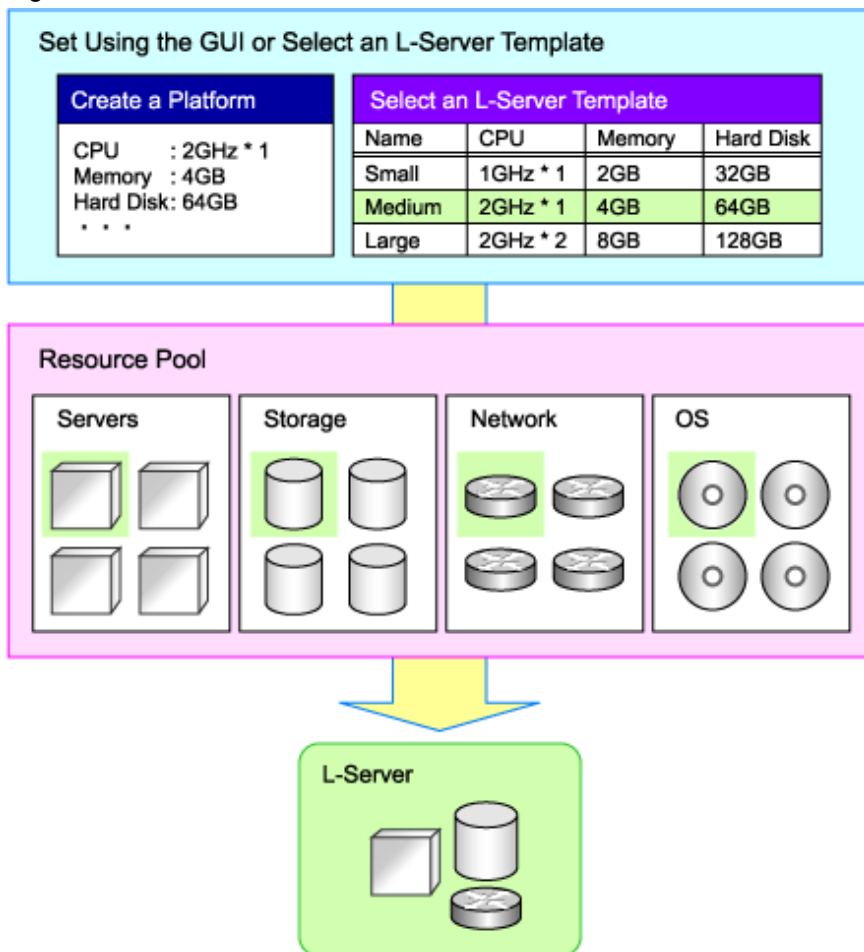 Set Using the GUI or Select an L-Server Template
Create a Platform
CPU : 2GHz * 1
Memory : 4GB
Hard Disk: 64GB
· · ·
Select an L-Server Template
Name CPU Memory Hard Disk
Small 1GHz * 1 2GB 32GB
Medium 2GHz * 1 4GB 64GB
Large 2GHz * 2 8GB 128GB
Resource Pool
Servers Storage Network OS
L-Server